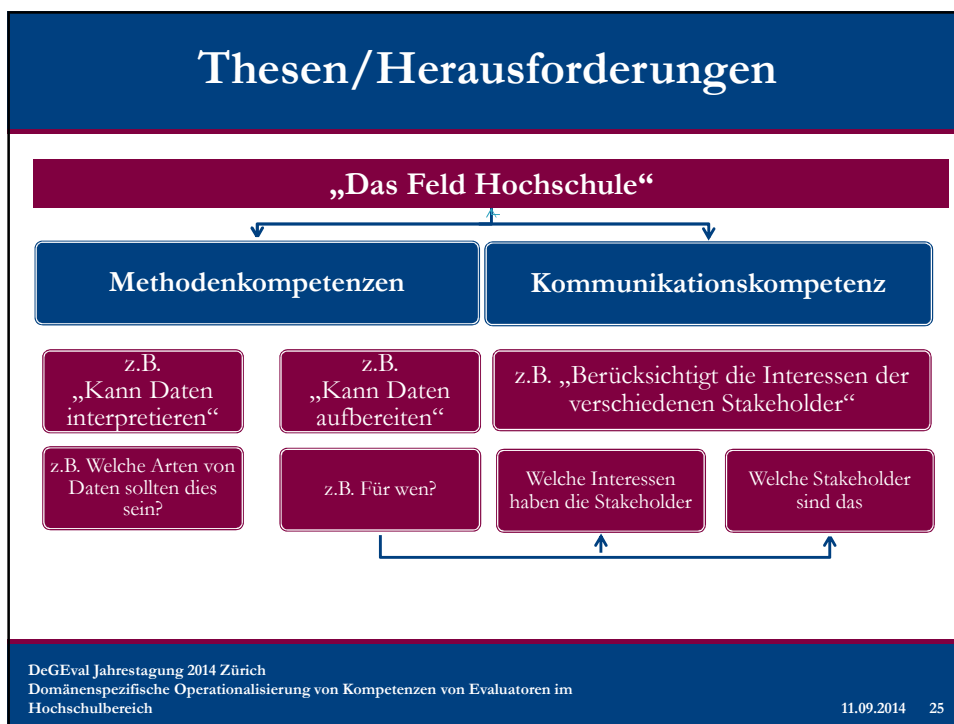 Thesen/Herausforderungen
„Das Feld Hochschule“
Methodenkompetenzen
Kommunikationskompetenz
z.B.
„Kann Daten
interpretieren“
z.B.
„Kann Daten
aufbereiten“
z.B. „Berücksichtigt die Interessen der
verschiedenen Stakeholder“
z.B. Welche Arten von
Daten sollten dies
sein?
z.B. Für wen?
Welche Interessen
haben die Stakeholder
Welche Stakeholder
sind das
DeGEval Jahrestagung 2014 Zürich
Domänenspezifische Operationalisierung von Kompetenzen von Evaluatoren im
Hochschulbereich
11.09.2014 25